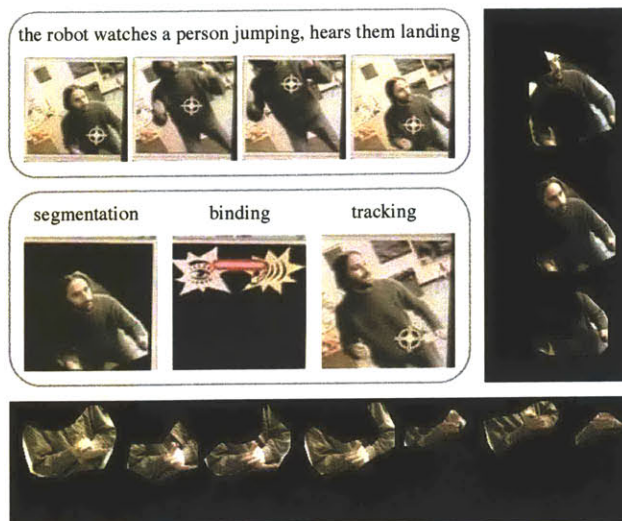 the robot watches a person jumping, hears them landing
segmentation binding tracking